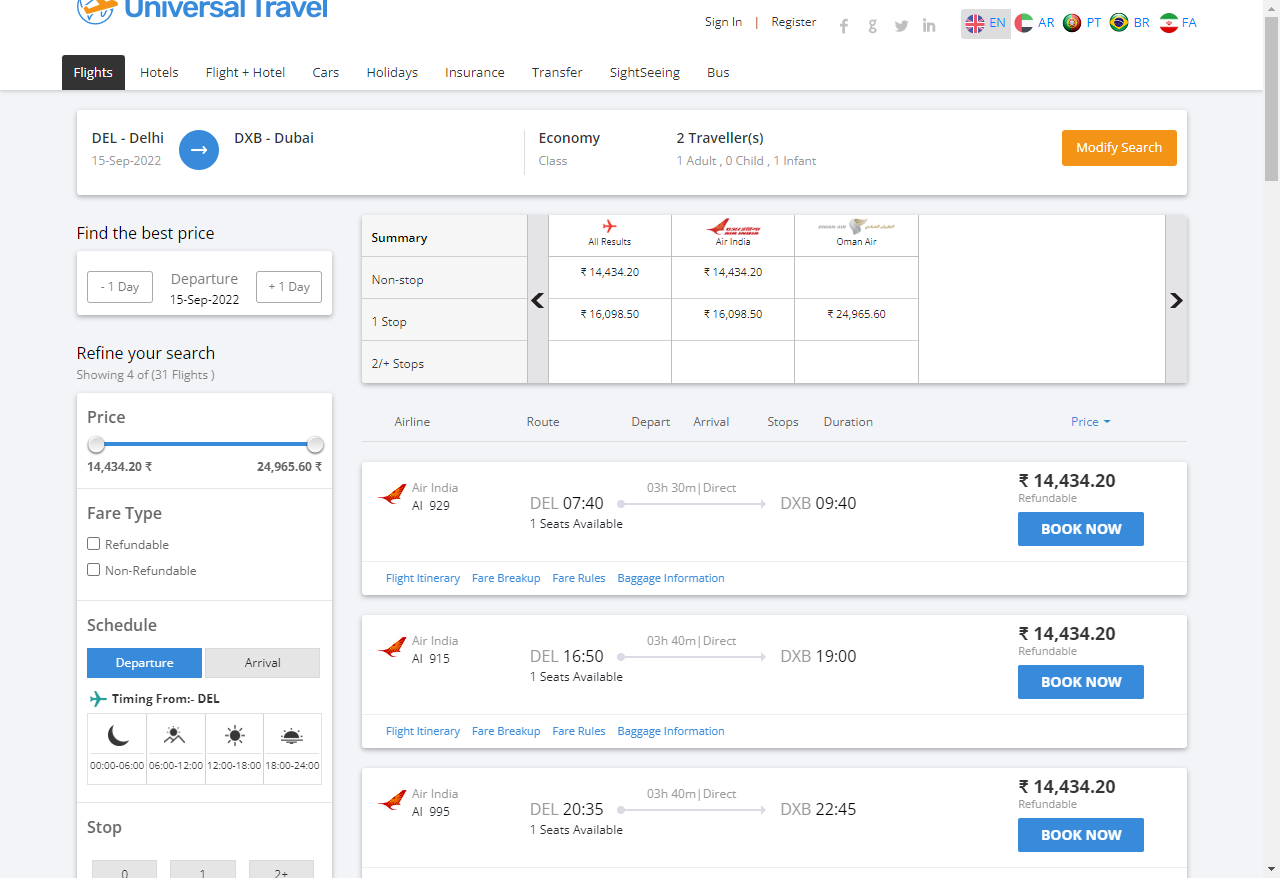 Universal Travel
Sign In | Register
EN AR PT BR FA
Flights Hotels Flight + Hotel Cars Holidays Insurance Transfer SightSeeing Bus
DEL - Delhi
15-Sep-2022
DXB - Dubai
Economy
Class
2 Traveller(s)
1 Adult , 0 Child , 1 Infant
Modify Search
Find the best price
- 1 Day
Departure
15-Sep-2022
+ 1 Day
Refine your search
Showing 4 of (31 Flights )
Price
14,434.20 ₹ 24,965.60 ₹
Fare Type
Refundable
Non-Refundable
Schedule
Departure Arrival
Timing From:- DEL
00:00-06:00 06:00-12:00 12:00-18:00 18:00-24:00
Stop
0 1 2+
Summary All Results Air India Oman Air
Non-stop ₹ 14,434.20 ₹ 14,434.20
1 Stop ₹ 16,098.50 ₹ 16,098.50 ₹ 24,965.60
2/+ Stops
Airline Route Depart Arrival Stops Duration Price
Air India
AI 929
DEL 07:40
1 Seats Available
03h 30m|Direct
DXB 09:40
₹ 14,434.20
Refundable
BOOK NOW
Flight Itinerary Fare Breakup Fare Rules Baggage Information
Air India
AI 915
DEL 16:50
1 Seats Available
03h 40m|Direct
DXB 19:00
₹ 14,434.20
Refundable
BOOK NOW
Flight Itinerary Fare Breakup Fare Rules Baggage Information
Air India
AI 995
DEL 20:35
1 Seats Available
03h 40m|Direct
DXB 22:45
₹ 14,434.20
Refundable
BOOK NOW